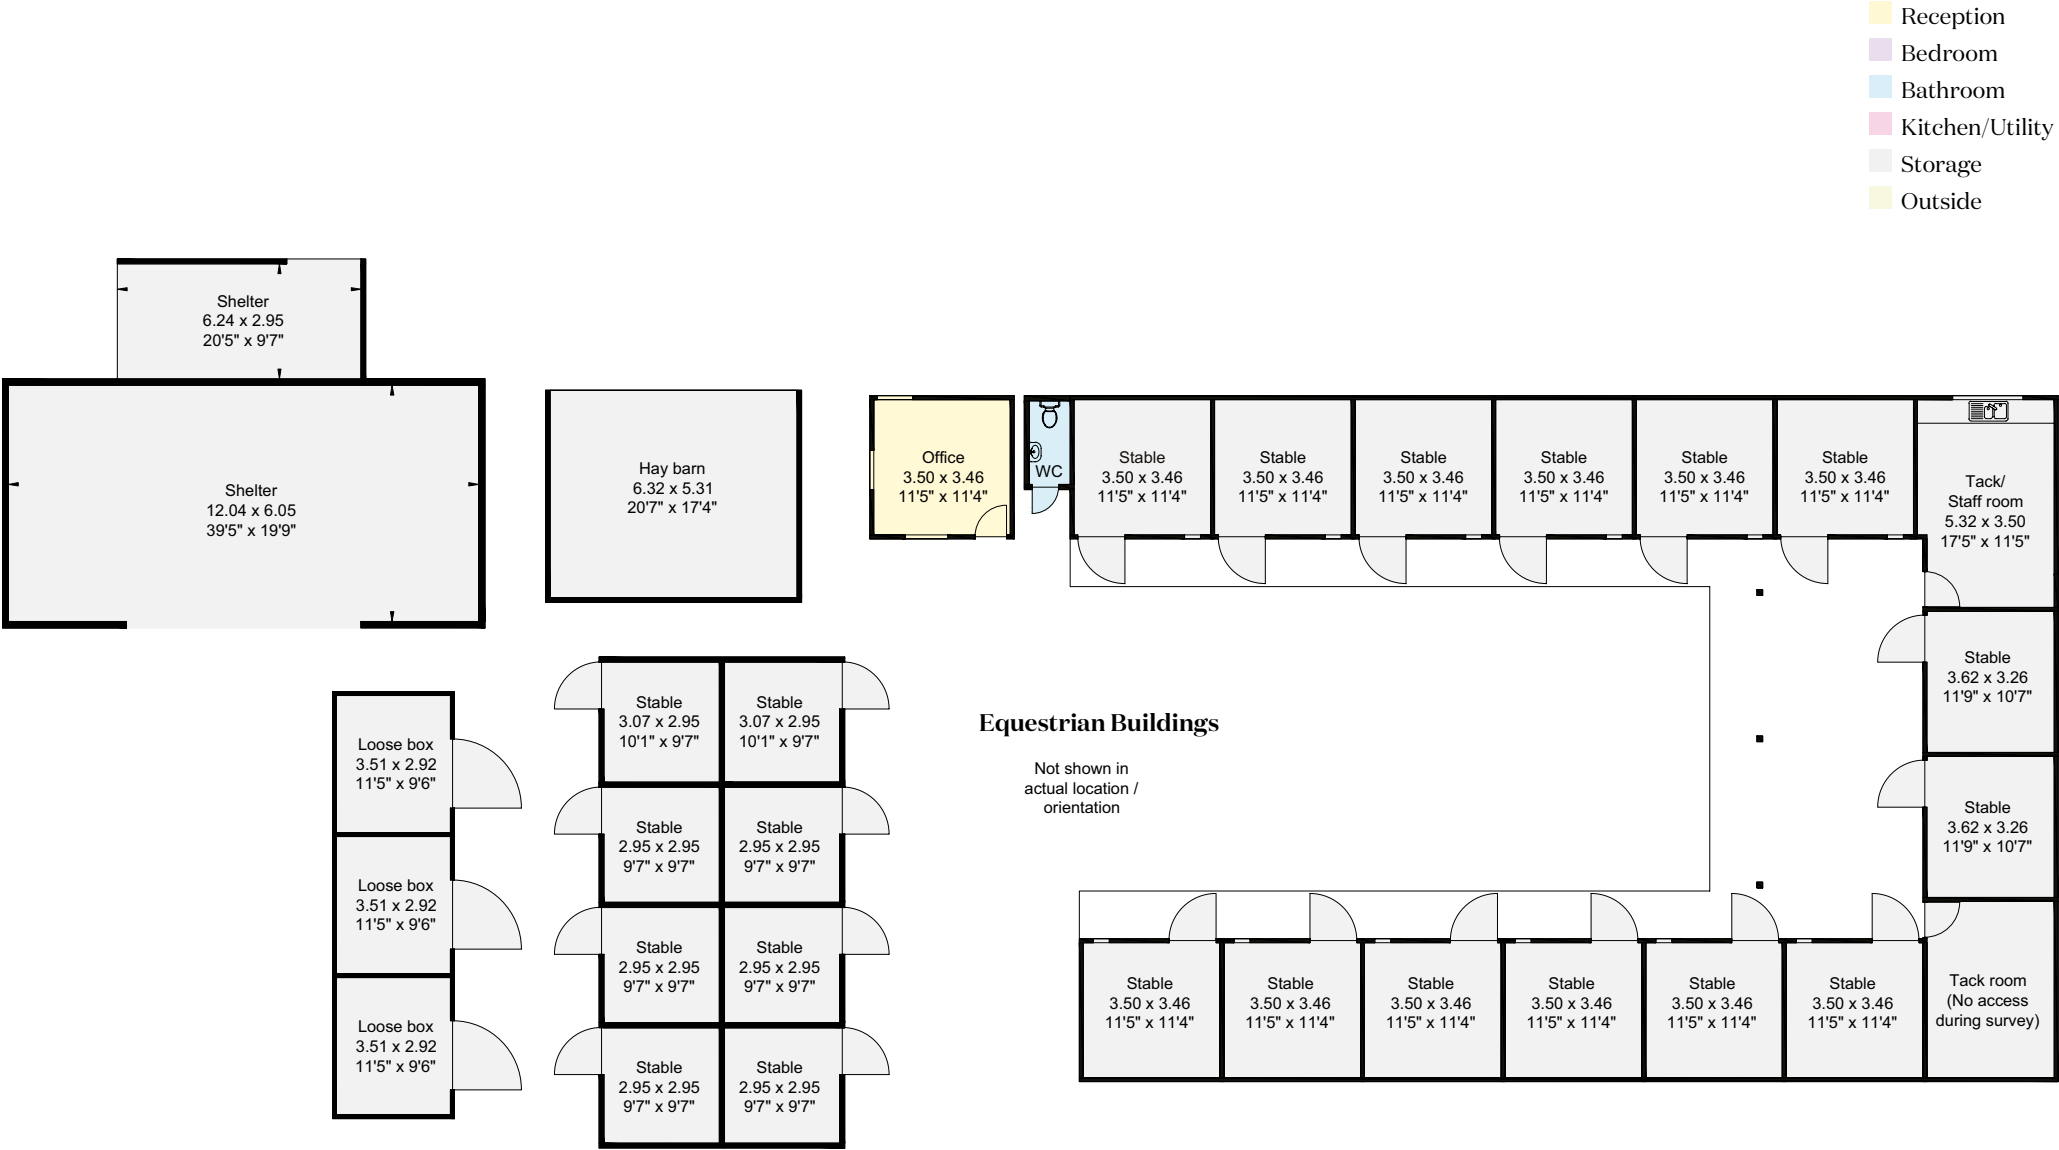 Reception
Bedroom
Bathroom
Kitchen/Utility
Storage
Outside
Shelter
6.24 x 2.95
20'5" x 9'7"
Shelter
12.04 x 6.05
39'5" x 19'9"
Hay barn
6.32 x 5.31
20'7" x 17'4"
Office
3.50 x 3.46
11'5" x 11'4"
WC
Stable
3.50 x 3.46
11'5" x 11'4"
Stable
3.50 x 3.46
11'5" x 11'4"
Stable
3.50 x 3.46
11'5" x 11'4"
Stable
3.50 x 3.46
11'5" x 11'4"
Stable
3.50 x 3.46
11'5" x 11'4"
Stable
3.50 x 3.46
11'5" x 11'4"
Tack/
Staff room
5.32 x 3.50
17'5" x 11'5"
Stable
3.62 x 3.26
11'9" x 10'7"
Stable
3.62 x 3.26
11'9" x 10'7"
Loose box
3.51 x 2.92
11'5" x 9'6"
Loose box
3.51 x 2.92
11'5" x 9'6"
Loose box
3.51 x 2.92
11'5" x 9'6"
Stable
3.07 x 2.95
10'1" x 9'7"
Stable
3.07 x 2.95
10'1" x 9'7"
Stable
2.95 x 2.95
9'7" x 9'7"
Stable
2.95 x 2.95
9'7" x 9'7"
Stable
2.95 x 2.95
9'7" x 9'7"
Stable
2.95 x 2.95
9'7" x 9'7"
Stable
2.95 x 2.95
9'7" x 9'7"
Stable
2.95 x 2.95
9'7" x 9'7"
Equestrian Buildings
Not shown in
actual location /
orientation
Stable
3.50 x 3.46
11'5" x 11'4"
Stable
3.50 x 3.46
11'5" x 11'4"
Stable
3.50 x 3.46
11'5" x 11'4"
Stable
3.50 x 3.46
11'5" x 11'4"
Stable
3.50 x 3.46
11'5" x 11'4"
Stable
3.50 x 3.46
11'5" x 11'4"
Tack room
(No access
during survey)